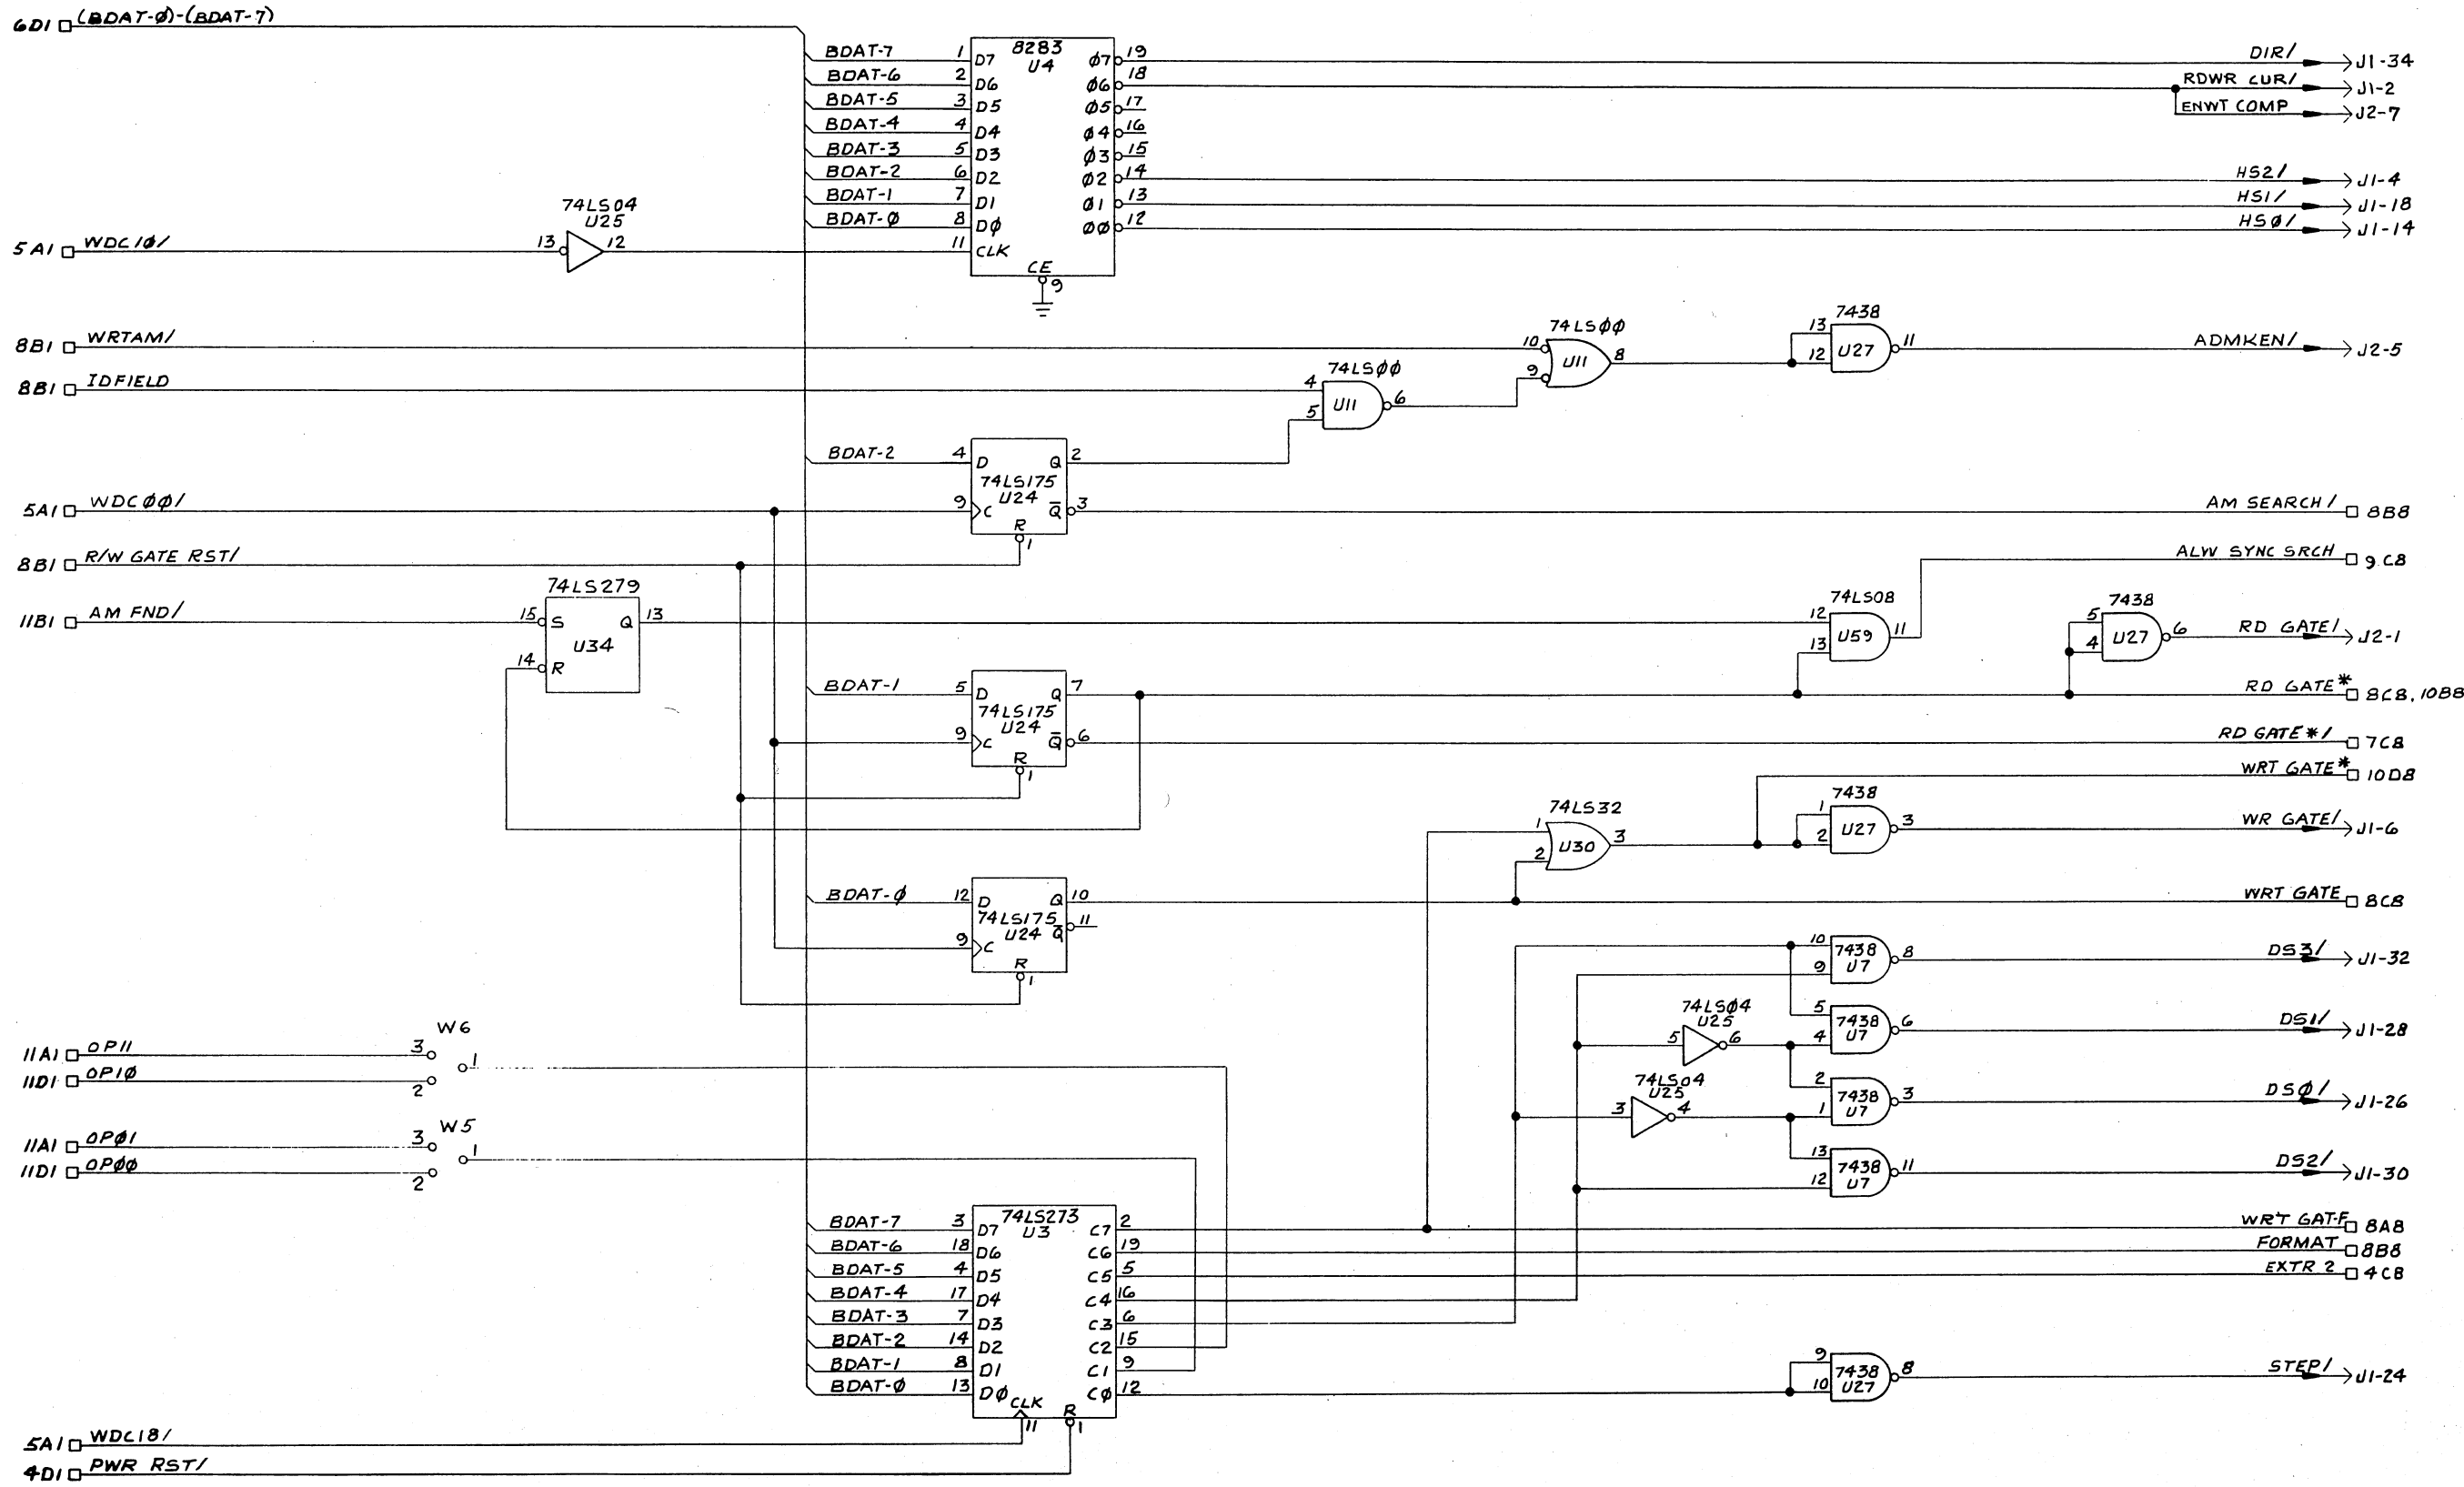 6D1 (BDAT-Ø)-(BDAT-7)
BDAT-7 1 D7
BDAT-6 2 D6
BDAT-5 3 D5
BDAT-4 4 D4
BDAT-3 5 D3
BDAT-2 6 D2
BDAT-1 7 D1
BDAT-Ø 8 DØ
11 CLK
8283
U4
CE
9
Ø7 19
Ø6 18
Ø5 17
Ø4 16
Ø3 15
Ø2 14
Ø1 13
ØØ 12
DIR/ J1-34
RDWR CUR/ J1-2
ENWT COMP J2-7
HS2/ J1-4
HS1/ J1-18
HSØ/ J1-14
5A1 WDC1Ø/
74LS04
U25
13 12
8B1 WRTAM/
8B1 IDFIELD
74LSØØ
4
5
U11
6
74LSØØ
10
9
U11
8
7438
13
12
U27
11
ADMKEN/ J2-5
BDAT-2 4 D Q 2
74LS175
U24
9 C Q 3
R
1
5A1 WDCØØ/
AM SEARCH/ 8B8
8B1 R/W GATE RST/
ALW SYNC SRCH 9C8
11B1 AM FND/
74LS279
15 S Q 13
U34
14 R
74LS08
12
13
U59
11
7438
5
4
U27
6
RD GATE/ J2-1
BDAT-1 5 D Q 7
74LS175
U24
9 C Q 6
R
1
RD GATE* 8C8, 10B8
RD GATE*/ 7C8
WRT GATE* 10D8
74LS32
1
2
U30
3
7438
1
2
U27
3
WR GATE/ J1-6
BDAT-Ø 12 D Q 10
74LS175
U24
9 C Q 11
R
1
WRT GATE 8C8
10
9
7438
U7
8
DS3/ J1-32
74LSØ4
U25
5 6
5
4
7438
U7
6
DS1/ J1-28
74LS04
U25
3 4
2
1
7438
U7
3
DSØ/ J1-26
13
12
7438
U7
11
DS2/ J1-30
W6
11A1 OP11 3
1
11D1 OP1Ø 2
W5
11A1 OPØ1 3
1
11D1 OPØØ 2
74LS273
U3
BDAT-7 3 D7 C7 2
BDAT-6 18 D6 C6 19
BDAT-5 4 D5 C5 5
BDAT-4 17 D4 C4 16
BDAT-3 7 D3 C3 6
BDAT-2 14 D2 C2 15
BDAT-1 8 D1 C1 9
BDAT-Ø 13 DØ CØ 12
CLK
11
R
1
WRT GAT-F 8A8
FORMAT 8B8
EXTR 2 4C8
9
10
7438
U27
8
STEP/ J1-24
5A1 WDC18/
4D1 PWR RST/